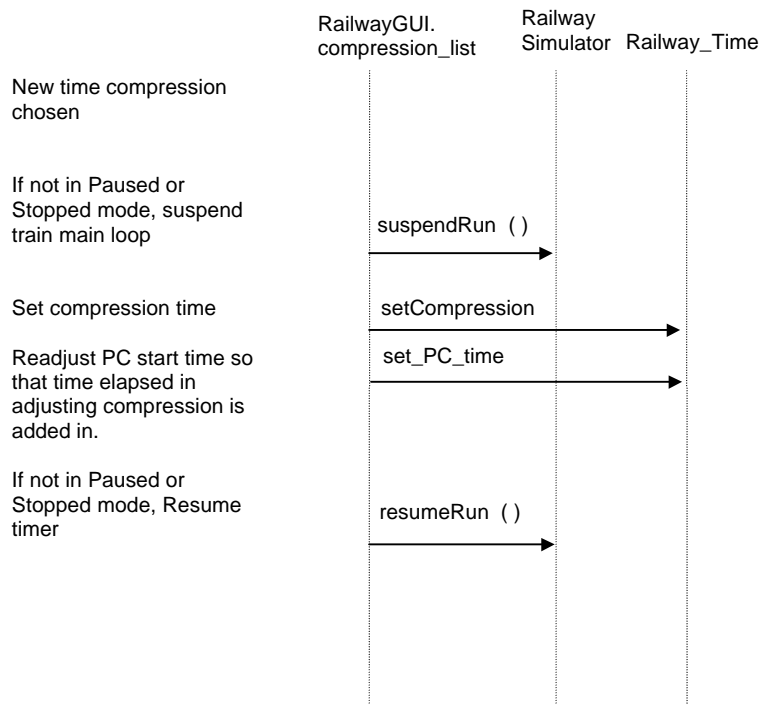 RailwayGUI.
compression_list
Railway
Simulator
Railway_Time
New time compression
chosen
If not in Paused or
Stopped mode, suspend
train main loop
suspendRun ( )
Set compression time
setCompression
Readjust PC start time so
that time elapsed in
adjusting compression is
added in.
set_PC_time
If not in Paused or
Stopped mode, Resume
timer
resumeRun ( )